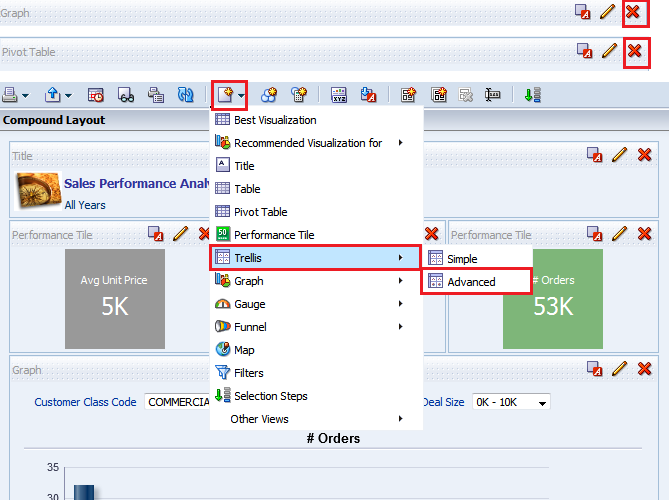 Graph
Pivot Table
Compound Layout
Best Visualization
Recommended Visualization for
Title
Table
Pivot Table
Performance Tile
Trellis
Graph
Gauge
Funnel
Map
Filters
Selection Steps
Other Views
Simple
Advanced
Title
Sales Performance Analy
All Years
Performance Tile
Avg Unit Price
5K
Performance Tile
# Orders
53K
Graph
Customer Class Code COMMERCIA
Deal Size 0K - 10K
# Orders
35
30